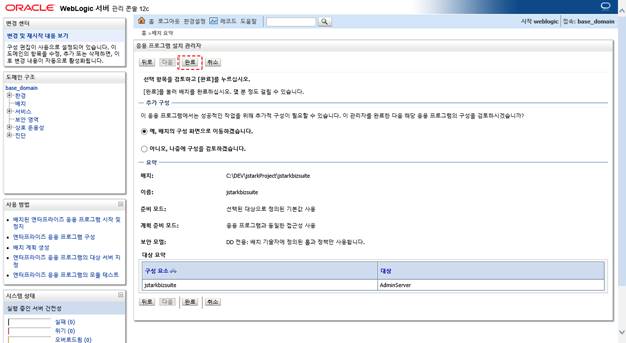 ORACLE WebLogic 서버 관리 콘솔 12c
변경 센터
변경 및 재시작 내용 보기
구성 편집기가 사용으로 설정되어 있습니다. 이
도메인의 항목을 수정, 추가 또는 삭제하면, 이
후 변경 내용이 자동으로 활성화됩니다.
도메인 구조
base_domain
환경
배치
서비스
보안 영역
상호 운용성
진단
사용 방법
배치된 엔터프라이즈 응용 프로그램 시작 및
정지
엔터프라이즈 응용 프로그램 구성
배치 계획 생성
엔터프라이즈 응용 프로그램의 대상 서버 지
정
엔터프라이즈 응용 프로그램의 모듈 테스트
시스템 상태
실행 중인 서버 건전성
실패 (0)
위기 (0)
오버로드됨 (0)
홈 로그아웃 환경설정 레코드 도움말
시작 weblogic 접속: base_domain
홈 >배치 요약
응용 프로그램 설치 관리자
뒤로 다음 완료 취소
선택 항목을 검토하고 [완료]를 누르십시오.
[완료]를 눌러 배치를 완료하십시오. 몇 분 정도 걸릴 수 있습니다.
추가 구성
이 응용 프로그램에서는 성공적인 작업을 위해 추가적 구성이 필요할 수 있습니다. 이 관리자를 완료한 다음 해당 응용 프로그램의 구성을 검토하시겠습니까?
예, 배치의 구성 화면으로 이동하겠습니다.
아니오, 나중에 구성을 검토하겠습니다.
요약
배치: C:\DEV\jstarkProject\jstarkbizsuite
이름: jstarkbizsuite
준비 모드: 선택된 대상으로 정의된 기본값 사용
계획 준비 모드: 응용 프로그램과 동일한 접근성 사용
보안 모델: DD 전용: 배치 기술자에 정의된 롤과 정책만 사용합니다.
대상 요약
구성 요소 대상
jstarkbizsuite AdminServer
뒤로 다음 완료 취소